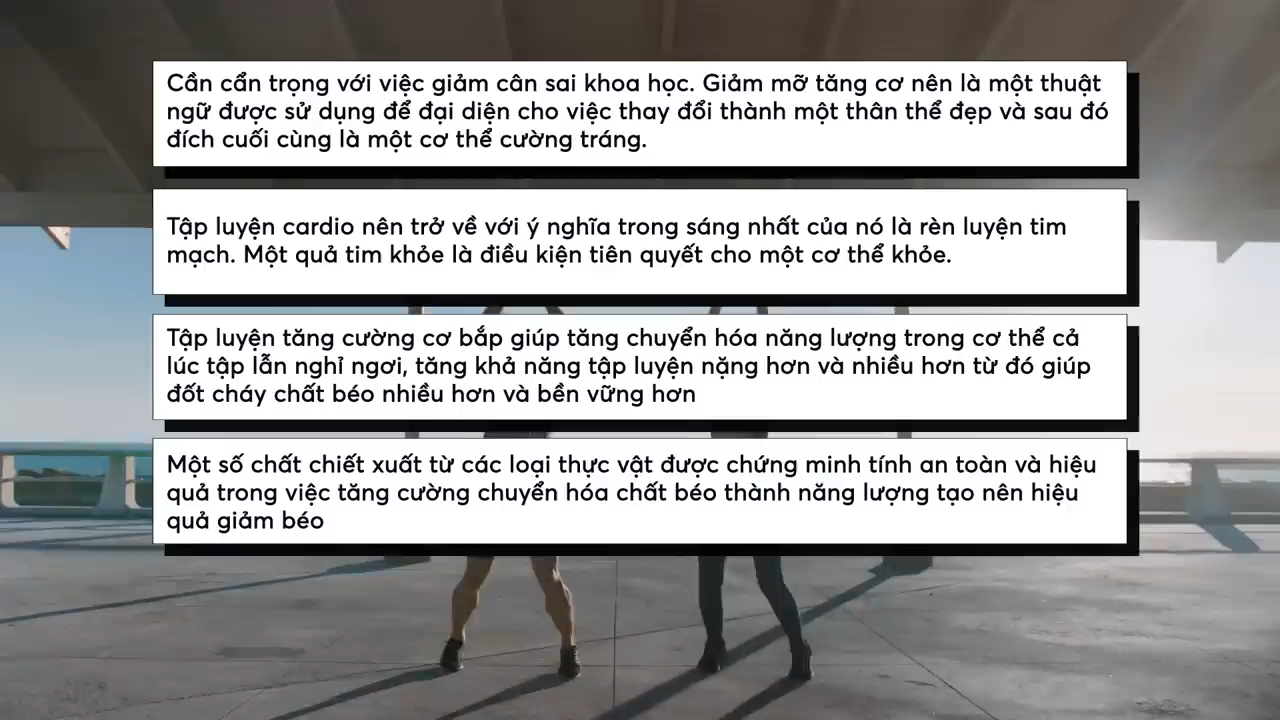 Cần cẩn trọng với việc giảm cân sai khoa học. Giảm mỡ tăng cơ nên là một thuật
ngữ được sử dụng để đại diện cho việc thay đổi thành một thân thể đẹp và sau đó
đích cuối cùng là một cơ thể cường tráng.
Tập luyện cardio nên trở về với ý nghĩa trong sáng nhất của nó là rèn luyện tim
mạch. Một quả tim khỏe là điều kiện tiên quyết cho một cơ thể khỏe.
Tập luyện tăng cường cơ bắp giúp tăng chuyển hóa năng lượng trong cơ thể cả
lúc tập lẫn nghỉ ngơi, tăng khả năng tập luyện nặng hơn và nhiều hơn từ đó giúp
đốt cháy chất béo nhiều hơn và bền vững hơn
Một số chất chiết xuất từ các loại thực vật được chứng minh tính an toàn và hiệu
quả trong việc tăng cường chuyển hóa chất béo thành năng lượng tạo nên hiệu
quả giảm béo